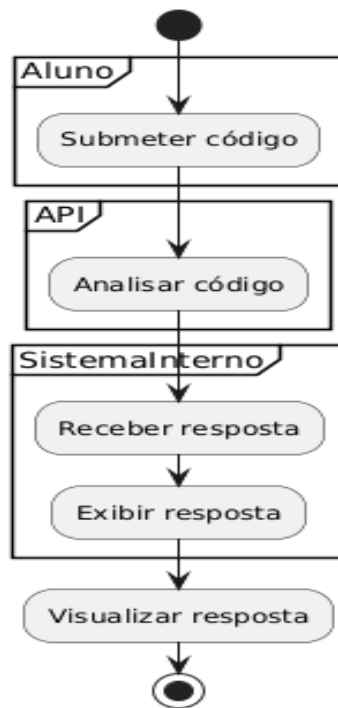 Aluno
Submeter código
API
Analisar código
SistemaInterno
Receber resposta
Exibir resposta
Visualizar resposta